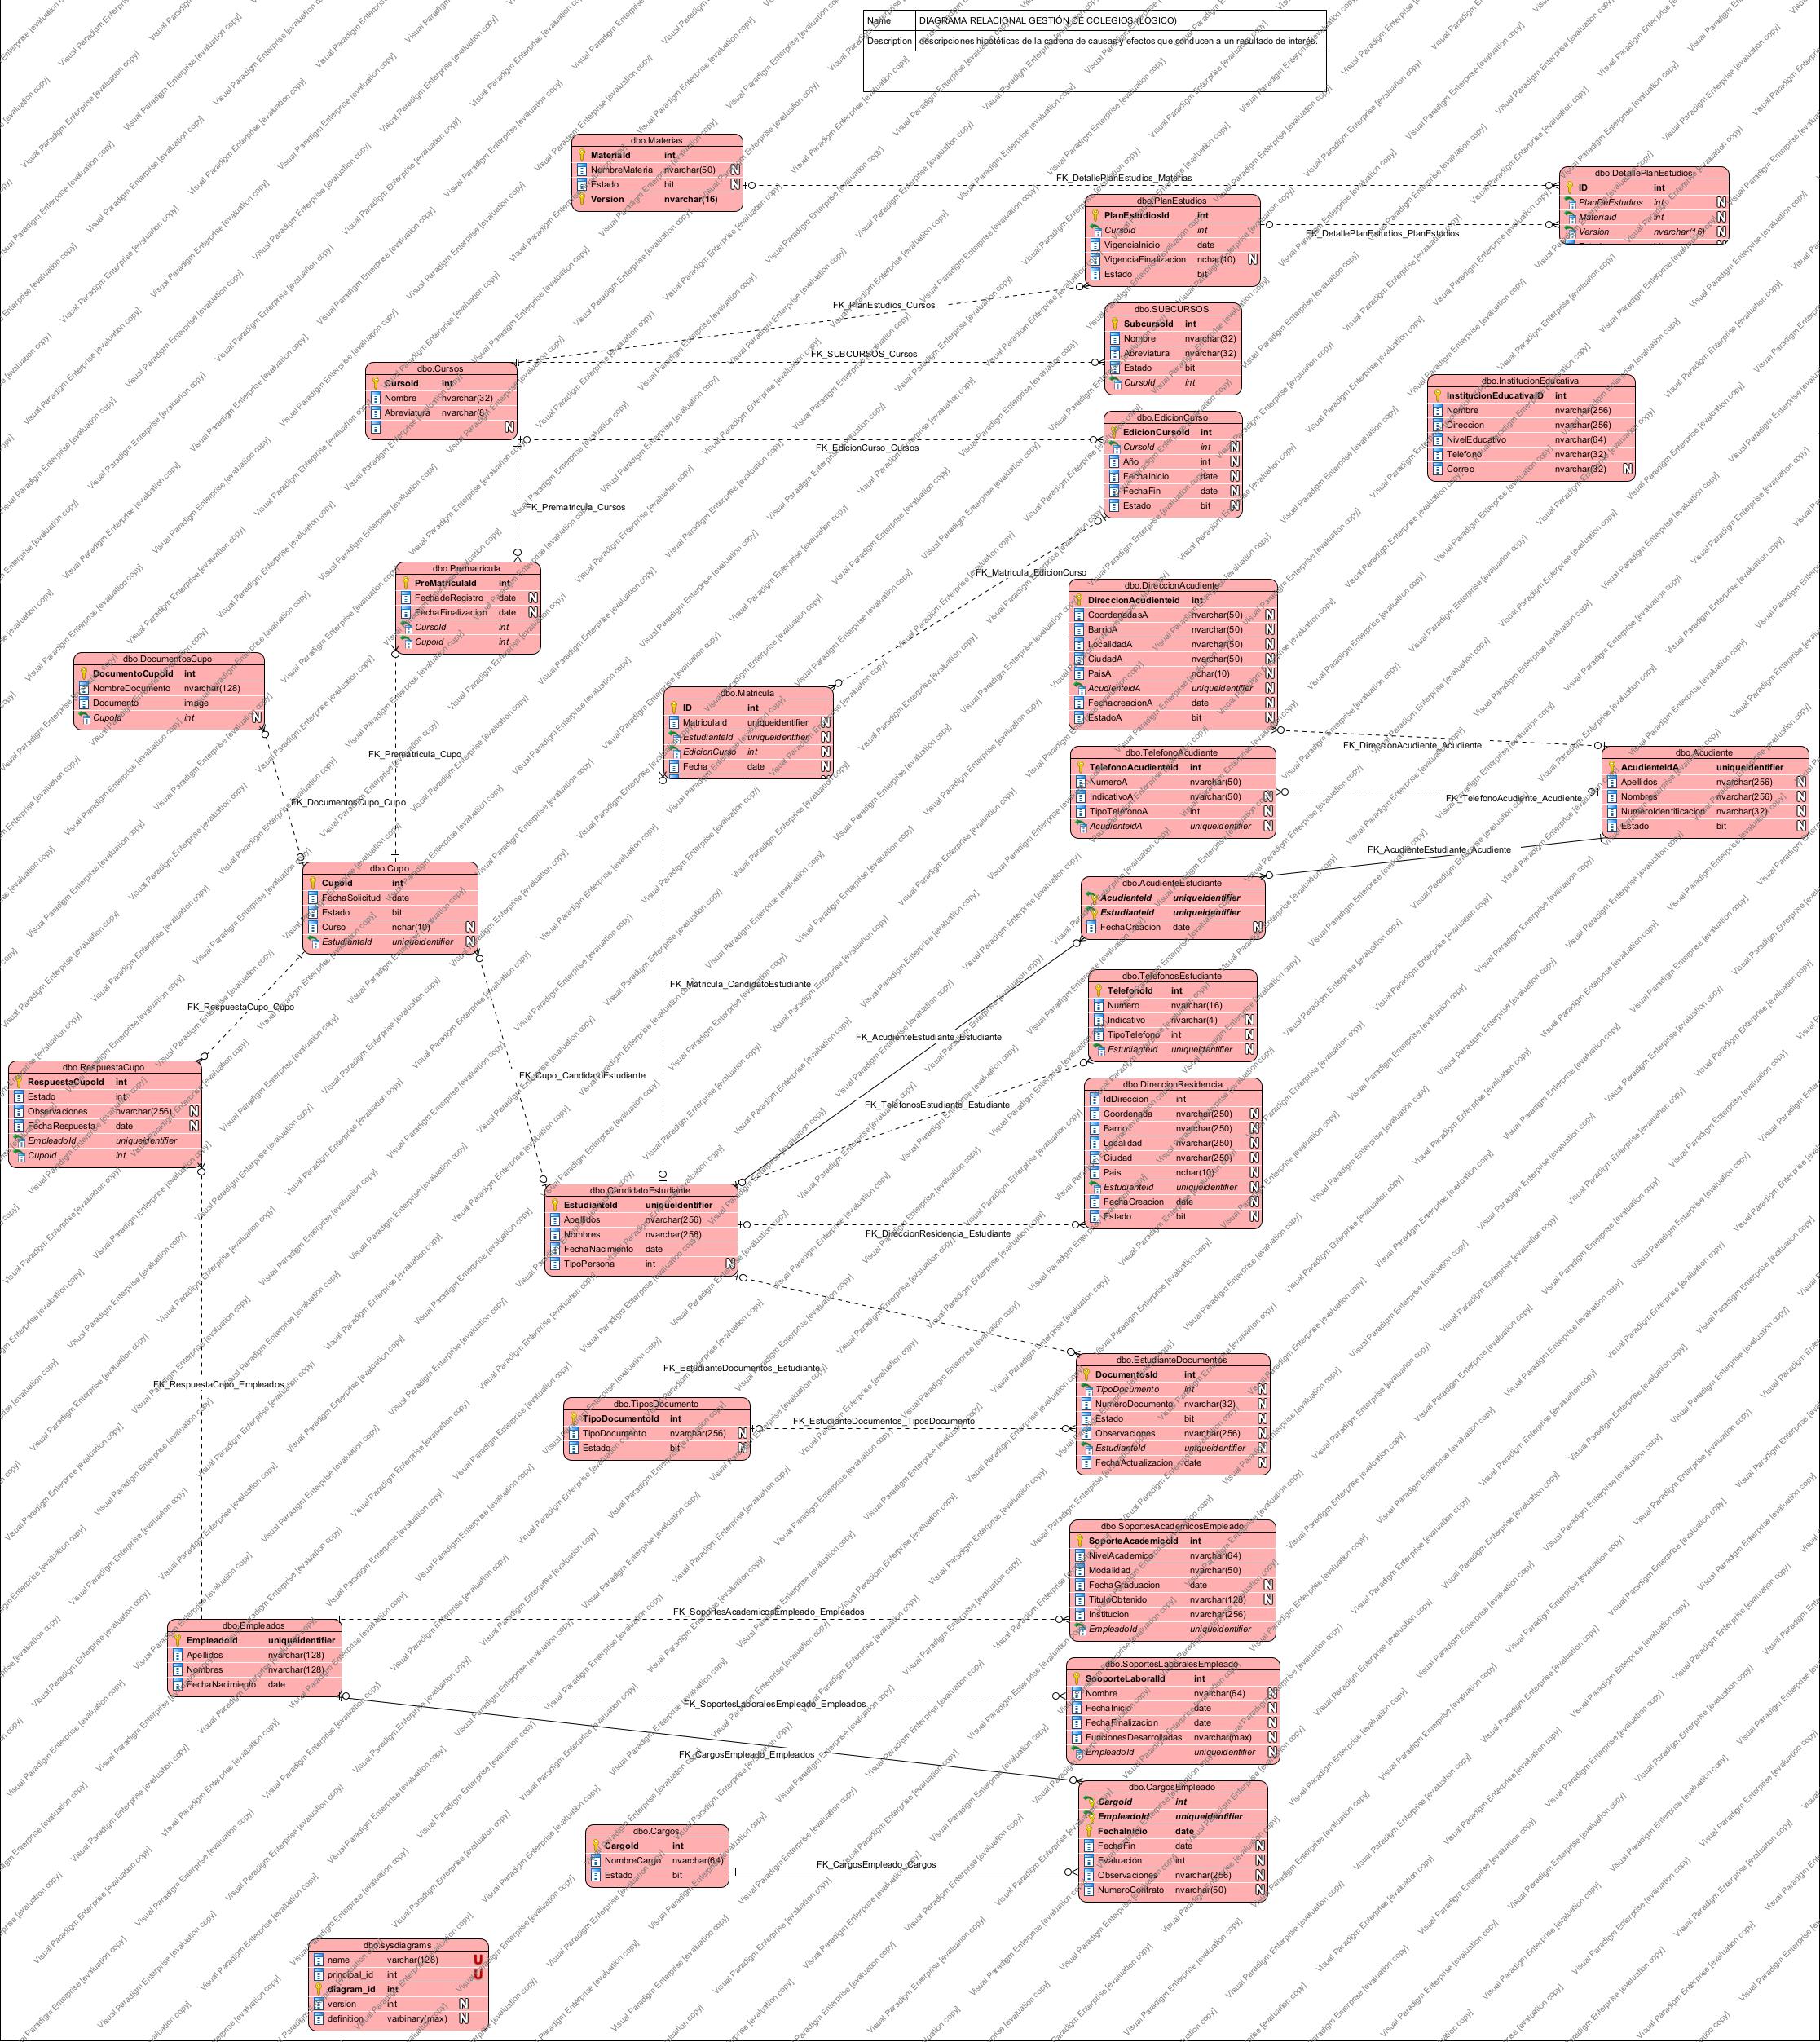 Name DIAGRAMA RELACIONAL GESTIÓN DE COLEGIOS (LOGICO)
Description descripciones hipotéticas de la cadena de causas y efectos que conducen a un resultado de interés.
dbo.Materias
MateriaId int
NombreMateria nvarchar(50) N
Estado bit N
Version nvarchar(16)
FK_DetallePlanEstudios_Materias
dbo.DetallePlanEstudios
ID int
PlanDeEstudios int N
MateriaId int N
Version nvarchar(16) N
dbo.PlanEstudios
PlanEstudiosId int
CursoId int
VigenciaInicio date
VigenciaFinalizacion nchar(10) N
Estado bit
FK_DetallePlanEstudios_PlanEstudios
FK_PlanEstudios_Cursos
dbo.SUBCURSOS
SubcursoId int
Nombre nvarchar(32)
Abreviatura nvarchar(32)
Estado bit
CursoId int
FK_SUBCURSOS_Cursos
dbo.Cursos
CursoId int
Nombre nvarchar(32)
Abreviatura nvarchar(8)
N
dbo.InstitucionEducativa
InstitucionEducativaID int
Nombre nvarchar(256)
Direccion nvarchar(256)
NivelEducativo nvarchar(64)
Telefono nvarchar(32)
Correo nvarchar(32) N
dbo.EdicionCurso
EdicionCursoId int
CursoId int N
Año int N
FechaInicio date N
FechaFin date N
Estado bit N
FK_EdicionCurso_Cursos
FK_Prematricula_Cursos
FK_Matricula_EdicionCurso
dbo.Prematricula
PreMatriculaId int
FechadeRegistro date N
FechaFinalizacion date N
CursoId int
Cupoid int
dbo.DireccionAcudiente
DireccionAcudienteId int
CoordenadasA nvarchar(50) N
BarrioA nvarchar(50) N
LocalidadA nvarchar(50) N
CiudadA nvarchar(50) N
PaisA nchar(10) N
AcudienteIdA uniqueidentifier N
FechacreacionA date N
EstadoA bit N
dbo.DocumentosCupo
DocumentoCupoId int
NombreDocumento nvarchar(128)
Documento image
CupoId int N
dbo.Matricula
ID int
MatriculaId uniqueidentifier N
EstudianteId uniqueidentifier N
EdicionCurso int N
Fecha date N
FK_Prematricula_Cupo
FK_DocumentosCupo_Cupo
FK_DireccionAcudiente_Acudiente
dbo.TelefonoAcudiente
TelefonoAcudienteid int
NumeroA nvarchar(50)
IndicativoA nvarchar(50) N
TipoTelefonoA int N
AcudienteidA uniqueidentifier N
FK_TelefonoAcudiente_Acudiente
dbo.Acudiente
AcudienteIdA uniqueidentifier
Apellidos nvarchar(256) N
Nombres nvarchar(256) N
NumeroIdentificacion nvarchar(32) N
Estado bit N
FK_AcudienteEstudiante_Acudiente
dbo.Cupo
Cupoid int
FechaSolicitud date
Estado bit
Curso nchar(10) N
EstudianteId uniqueidentifier N
dbo.AcudienteEstudiante
AcudienteId uniqueidentifier
EstudianteId uniqueidentifier
FechaCreacion date N
FK_Matricula_CandidatoEstudiante
FK_RespuestaCupo_Cupo
FK_AcudienteEstudiante_Estudiante
dbo.TelefonosEstudiante
TelefonoId int
Numero nvarchar(16)
Indicativo nvarchar(4) N
TipoTelefono int N
EstudianteId uniqueidentifier N
dbo.RespuestaCupo
RespuestaCupoId int
Estado int
Observaciones nvarchar(256) N
FechaRespuesta date N
EmpleadoId uniqueidentifier
CupoId int
FK_Cupo_CandidatoEstudiante
FK_TelefonosEstudiante_Estudiante
dbo.DireccionResidencia
IdDireccion int
Coordenada nvarchar(250) N
Barrio nvarchar(250) N
Localidad nvarchar(250) N
Ciudad nvarchar(250) N
Pais nchar(10) N
EstudianteId uniqueidentifier N
FechaCreacion date N
Estado bit N
dbo.CandidatoEstudiante
EstudianteId uniqueidentifier
Apellidos nvarchar(256)
Nombres nvarchar(256)
FechaNacimiento date
TipoPersona int N
FK_DireccionResidencia_Estudiante
FK_EstudianteDocumentos_Estudiante
FK_RespuestaCupo_Empleados
dbo.EstudianteDocumentos
DocumentosId int
TipoDocumento int N
NumeroDocumento nvarchar(32) N
Estado bit N
Observaciones nvarchar(256) N
EstudianteId uniqueidentifier N
FechaActualizacion date N
dbo.TiposDocumento
TipoDocumentoId int
TipoDocumento nvarchar(256) N
Estado bit N
FK_EstudianteDocumentos_TiposDocumento
dbo.SoportesAcademicosEmpleado
SoporteAcademicoId int
NivelAcademico nvarchar(64)
Modalidad nvarchar(50)
FechaGraduacion date N
TituloObtenido nvarchar(128) N
Institucion nvarchar(256)
EmpleadoId uniqueidentifier
FK_SoportesAcademicosEmpleado_Empleados
dbo.Empleados
EmpleadoId uniqueidentifier
Apellidos nvarchar(128)
Nombres nvarchar(128)
FechaNacimiento date
dbo.SoportesLaboralesEmpleado
SooporteLaboralId int
Nombre nvarchar(64) N
FechaInicio date N
FechaFinalizacion date N
FuncionesDesarrolladas nvarchar(max) N
EmpleadoId uniqueidentifier N
FK_SoportesLaboralesEmpleado_Empleados
FK_CargosEmpleado_Empleados
dbo.CargosEmpleado
CargoId int
EmpleadoId uniqueidentifier
FechaInicio date
FechaFin date N
Evaluación int N
Observaciones nvarchar(256) N
NumeroContrato nvarchar(50) N
dbo.Cargos
CargoId int
NombreCargo nvarchar(64)
Estado bit
FK_CargosEmpleado_Cargos
dbo.sysdiagrams
name varchar(128) U
principal_id int U
diagram_id int
version int N
definition varbinary(max) N
Visual Paradigm Enterprise [evaluation copy]